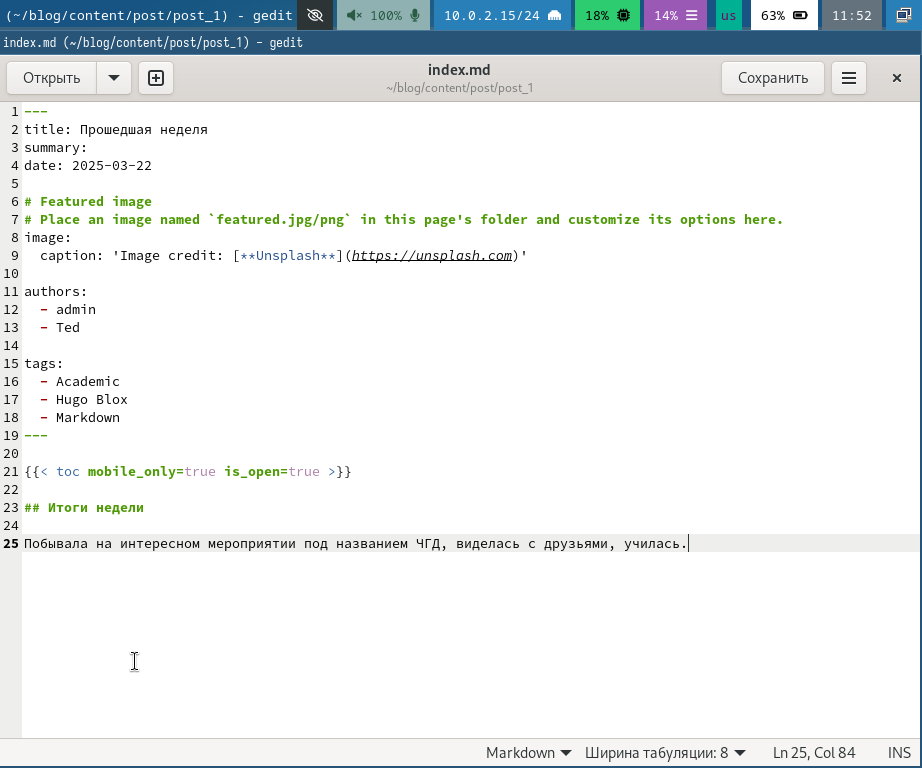 (~/blog/content/post/post_1) - gedit 100% 10.0.2.15/24 18% 14% us 63% 11:52
index.md (~/blog/content/post/post_1) - gedit
Открыть index.md Сохранить
~/blog/content/post/post_1
1 ---
2 title: Прошедшая неделя
3 summary:
4 date: 2025-03-22
5
6 # Featured image
7 # Place an image named `featured.jpg/png` in this page's folder and customize its options here.
8 image:
9   caption: 'Image credit: [**Unsplash**](https://unsplash.com)'
10
11 authors:
12   - admin
13   - Ted
14
15 tags:
16   - Academic
17   - Hugo Blox
18   - Markdown
19 ---
20
21 {{< toc mobile_only=true is_open=true >}}
22
23 ## Итоги недели
24
25 Побывала на интересном мероприятии под названием ЧГД, виделась с друзьями, училась.
Markdown Ширина табуляции: 8 Ln 25, Col 84 INS